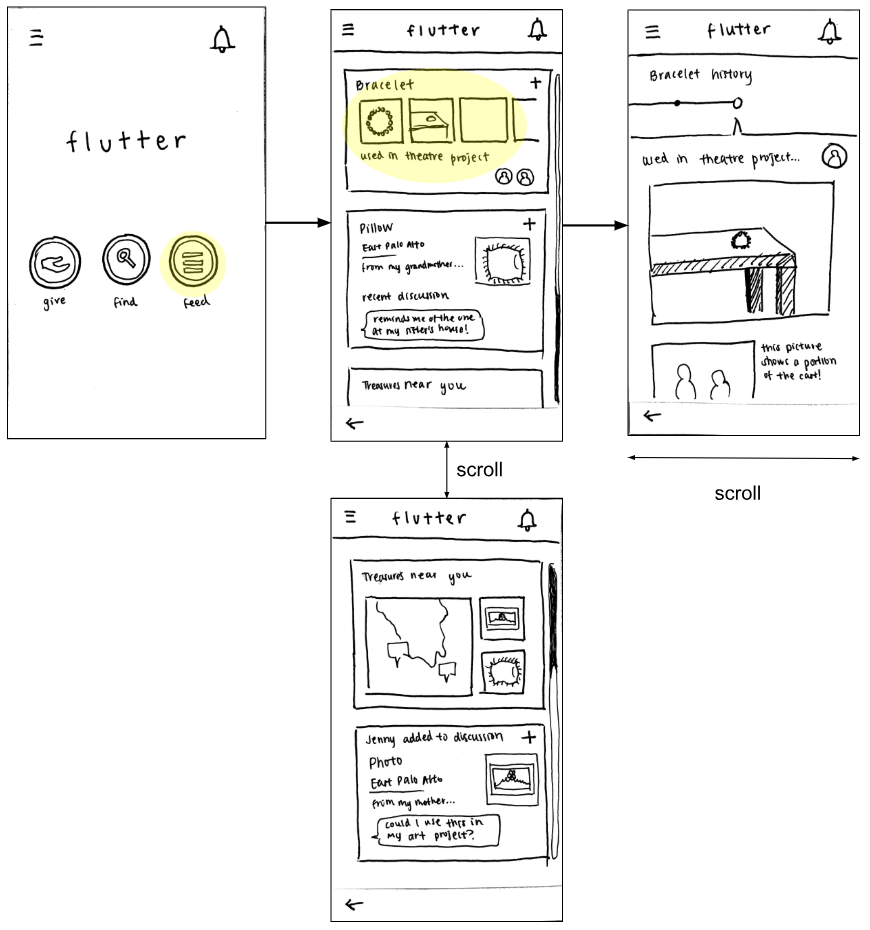 flutter
give
find
feed
flutter
Bracelet
+
used in theatre project
Pillow
+
East Palo Alto
from my grandmother...
recent discussion
reminds me of the one
at my sister's house!
Treasures near you
scroll
flutter
Treasures near you
Jenny added to discussion
+
Photo
East Palo Alto
from my mother...
could I use this in
my art project?
flutter
Bracelet history
used in theatre project...
this picture
shows a portion
of the cast!
scroll